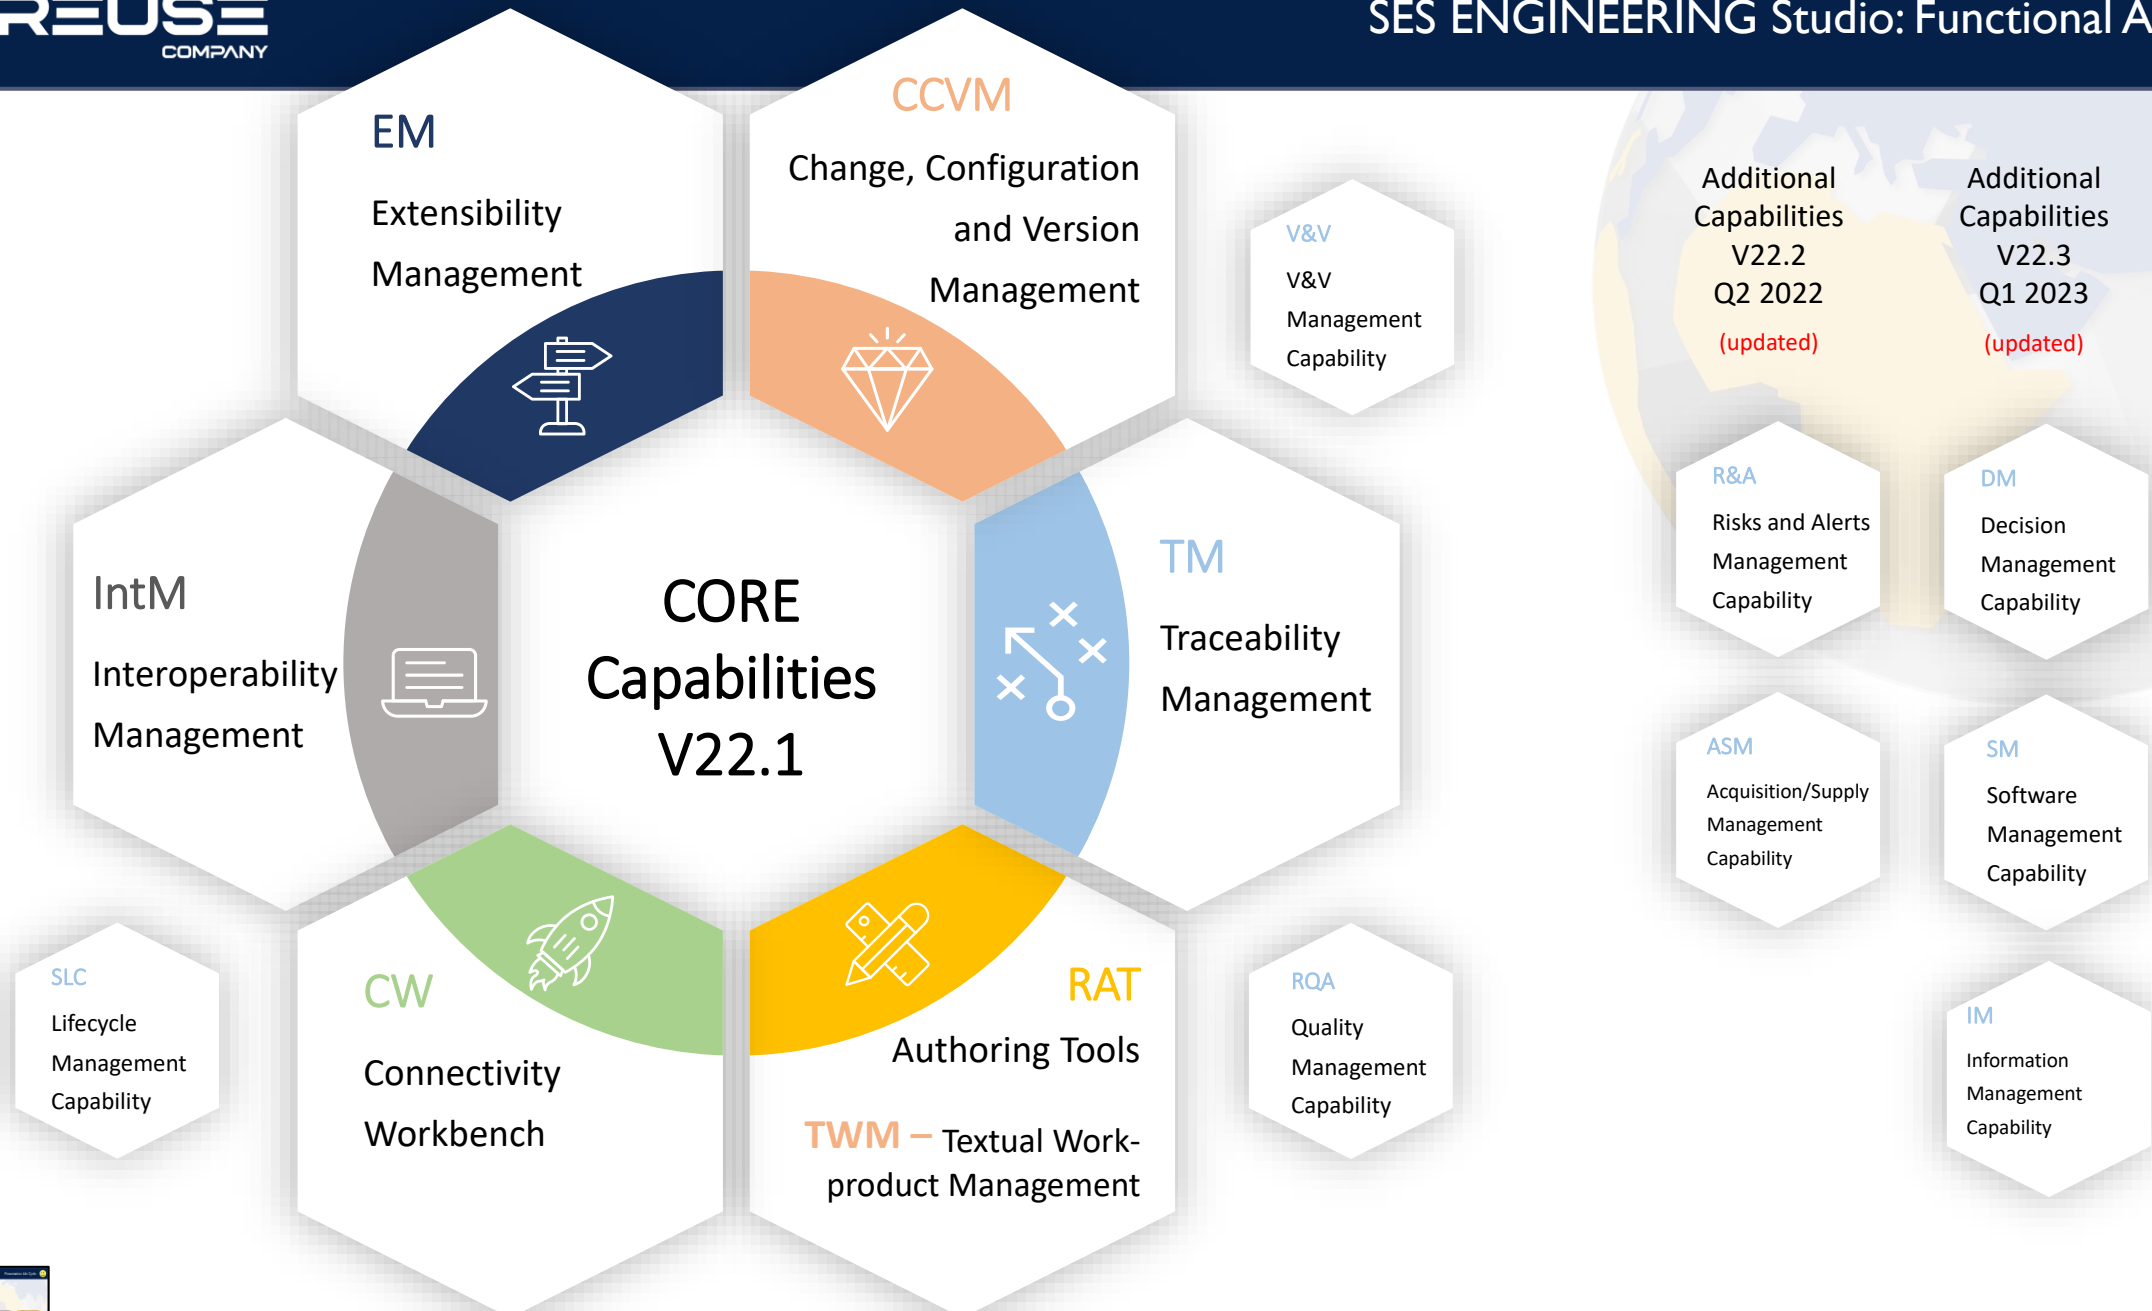 REUSE
COMPANY
SES ENGINEERING Studio: Functional A
EM
Extensibility
Management
CCVM
Change, Configuration
and Version
Management
V&V
V&V
Management
Capability
Additional
Capabilities
V22.2
Q2 2022
(updated)
Additional
Capabilities
V22.3
Q1 2023
(updated)
IntM
Interoperability
Management
CORE
Capabilities
V22.1
TM
Traceability
Management
R&A
Risks and Alerts
Management
Capability
DM
Decision
Management
Capability
ASM
Acquisition/Supply
Management
Capability
SM
Software
Management
Capability
SLC
Lifecycle
Management
Capability
CW
Connectivity
Workbench
RAT
Authoring Tools
TWM – Textual Work-
product Management
RQA
Quality
Management
Capability
IM
Information
Management
Capability